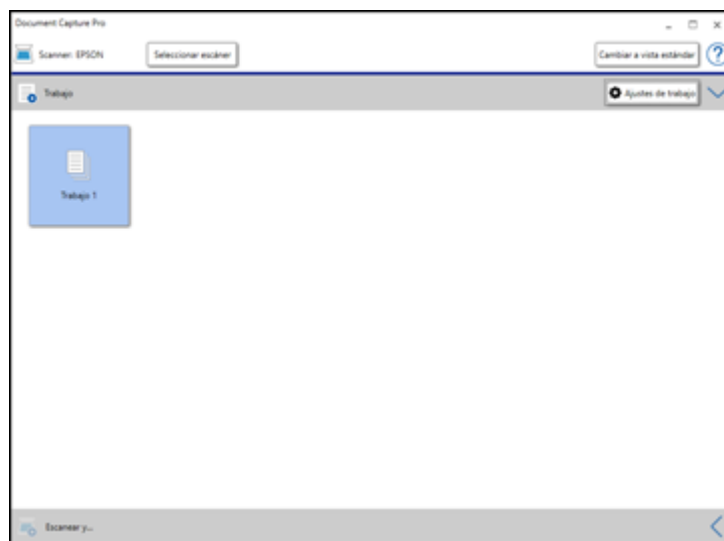 Document Capture Pro
Scanner: EPSON
Seleccionar escáner
Cambiar a vista estándar
?
Trabajo
Ajustes de trabajo
Trabajo 1
Escanear y...